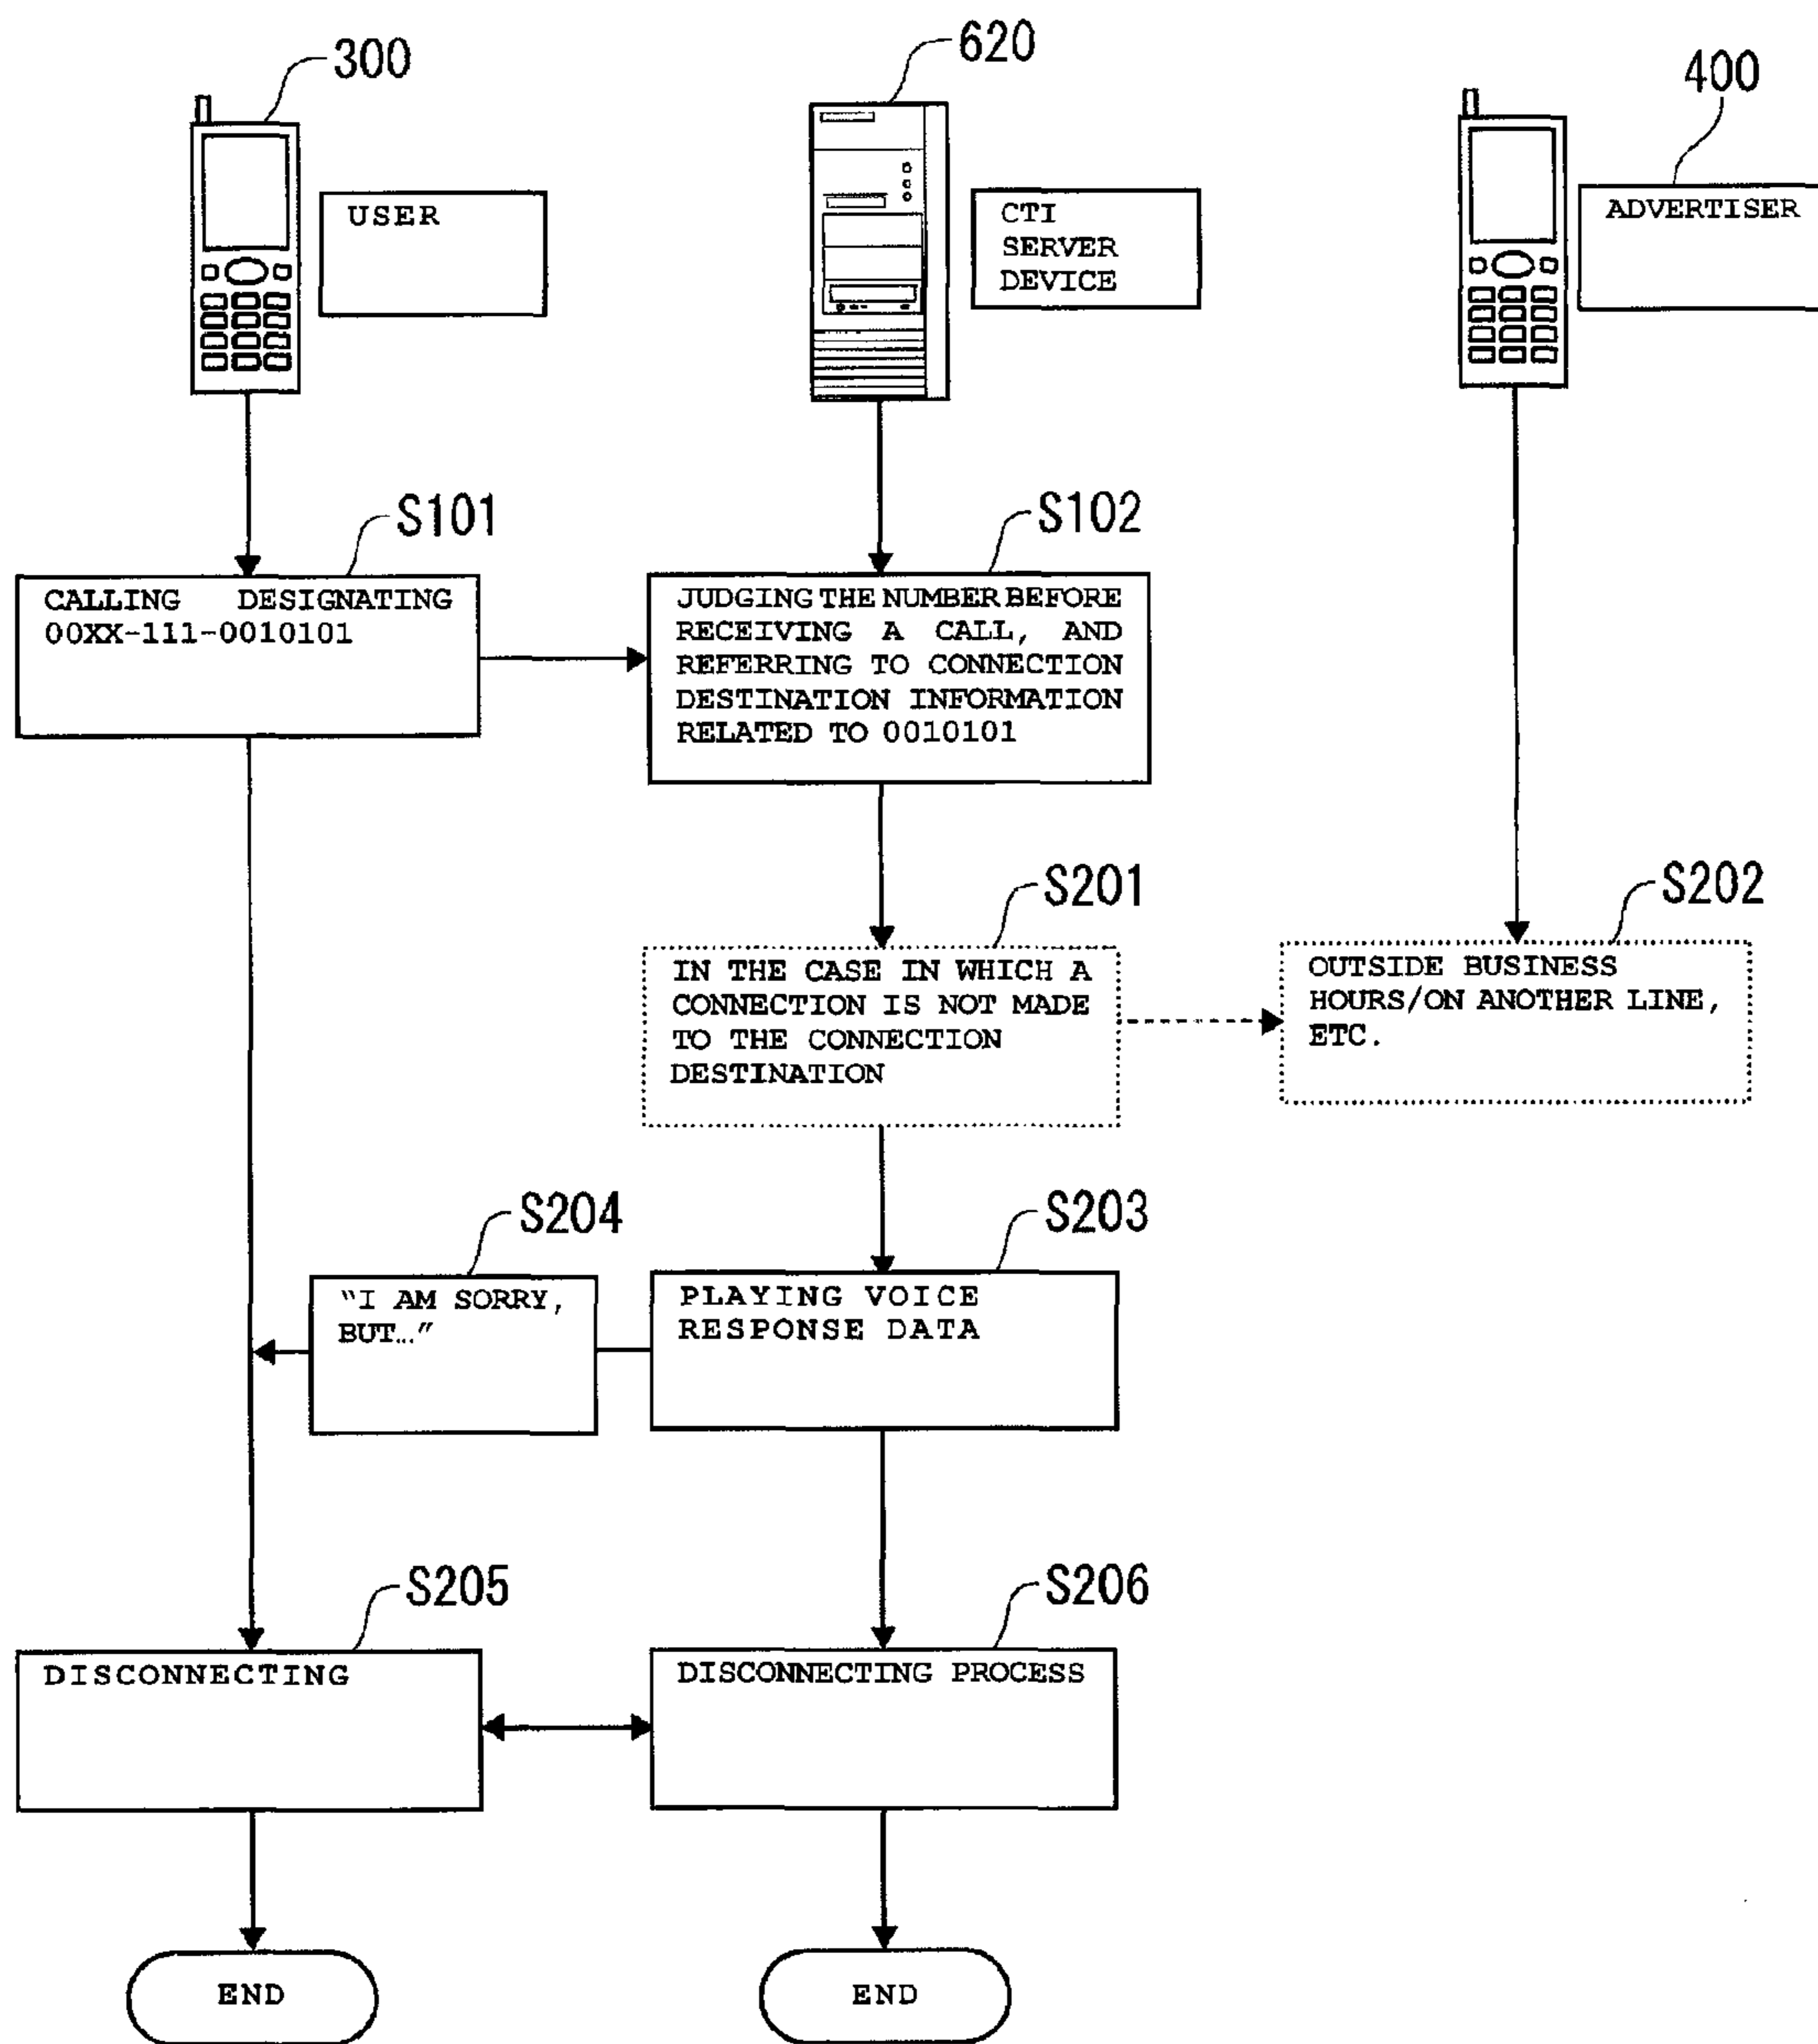 300
620
400
USER
CTI
SERVER
DEVICE
ADVERTISER
S101
S102
CALLING DESIGNATING
00XX-111-0010101
JUDGING THE NUMBER BEFORE
RECEIVING A CALL, AND
REFERRING TO CONNECTION
DESTINATION INFORMATION
RELATED TO 0010101
S201
S202
IN THE CASE IN WHICH A
CONNECTION IS NOT MADE
TO THE CONNECTION
DESTINATION
OUTSIDE BUSINESS
HOURS/ON ANOTHER LINE,
ETC.
S204
S203
"I AM SORRY,
BUT…"
PLAYING VOICE
RESPONSE DATA
S205
S206
DISCONNECTING
DISCONNECTING PROCESS
END
END